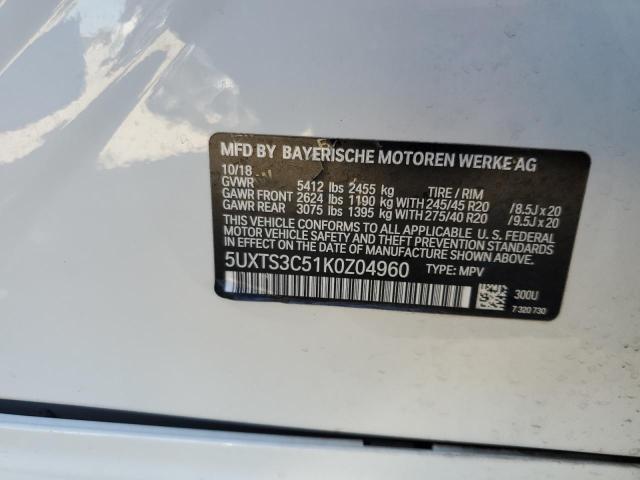 MFD BY BAYERISCHE MOTOREN WERKE AG
10/18
GVWR 5412 lbs 2455 kg TIRE / RIM
GAWR FRONT 2624 lbs 1190 kg WITH 245/45 R20 /8.5J x 20
GAWR REAR 3075 lbs 1395 kg WITH 275/40 R20 /9.5J x 20
THIS VEHICLE CONFORMS TO ALL APPLICABLE U. S. FEDERAL
MOTOR VEHICLE SAFETY, BUMPER, AND THEFT PREVENTION STANDARDS
IN EFFECT ON THE DATE OF MANUFACTURE SHOWN ABOVE.
5UXTS3C51K0Z04960 TYPE: MPV
300U
7 320 730